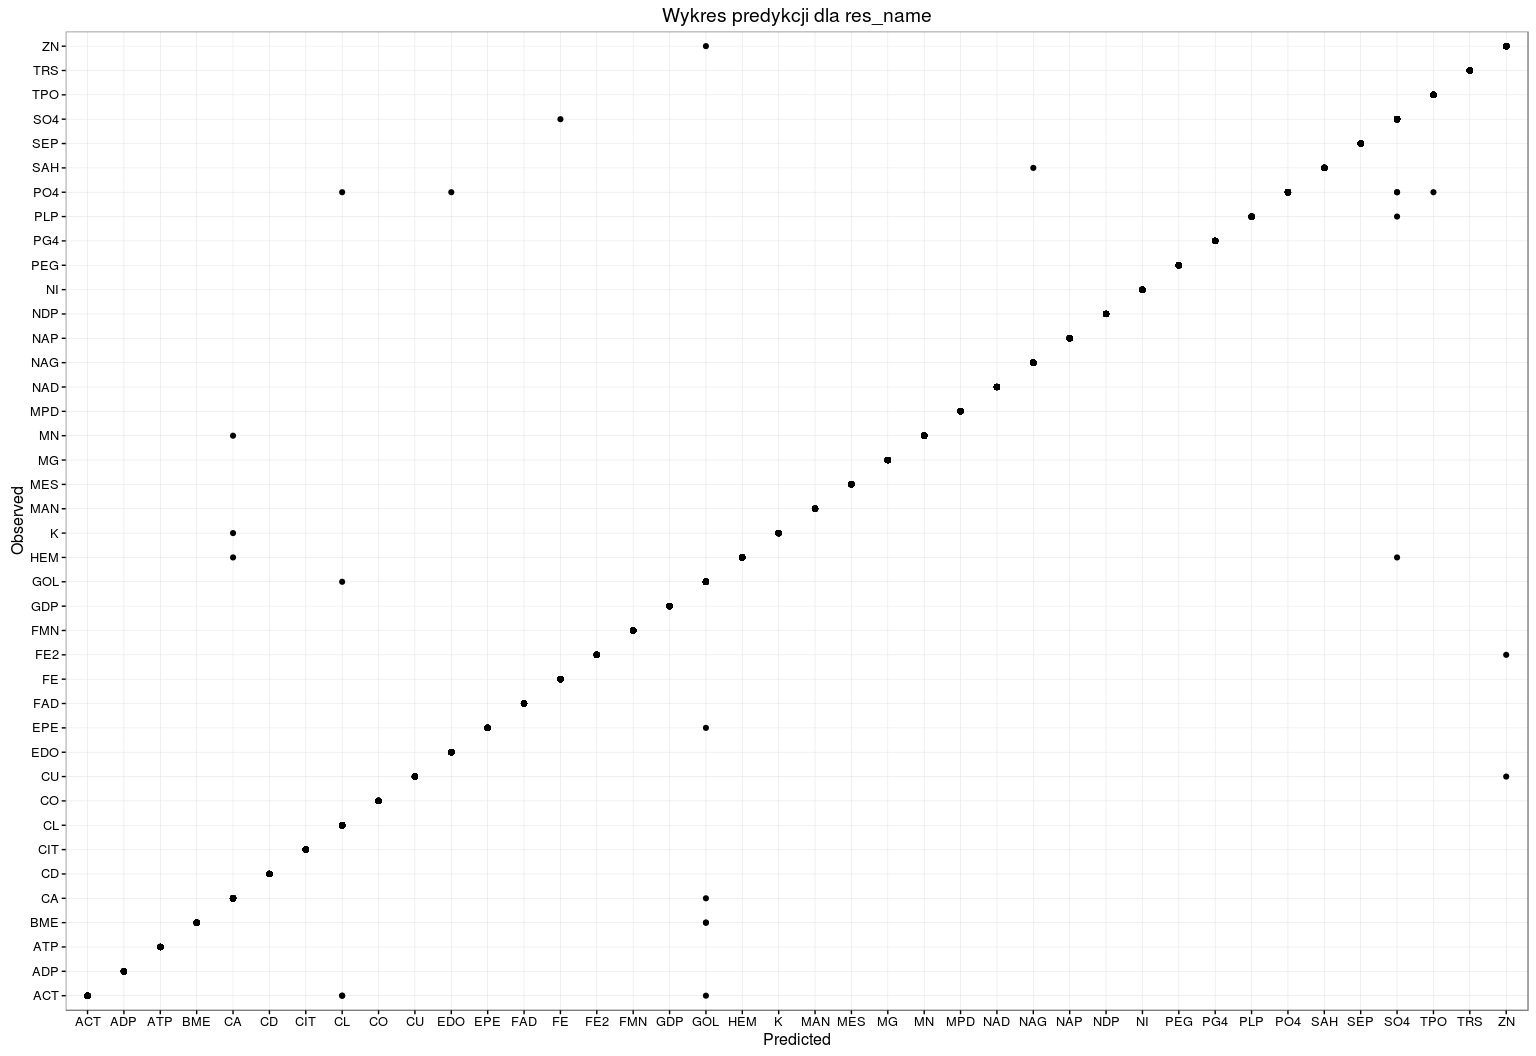 Wykres predykcji dla res_name
Observed
ZN
TRS
TPO
SO4
SEP
SAH
PO4
PLP
PG4
PEG
NI
NDP
NAP
NAG
NAD
MPD
MN
MG
MES
MAN
K
HEM
GOL
GDP
FMN
FE2
FE
FAD
EPE
EDO
CU
CO
CL
CIT
CD
CA
BME
ATP
ADP
ACT
ACT ADP ATP BME CA CD CIT CL CO CU EDO EPE FAD FE FE2 FMN GDP GOL HEM K MAN MES MG MN MPD NAD NAG NAP NDP NI PEG PG4 PLP PO4 SAH SEP SO4 TPO TRS ZN
Predicted